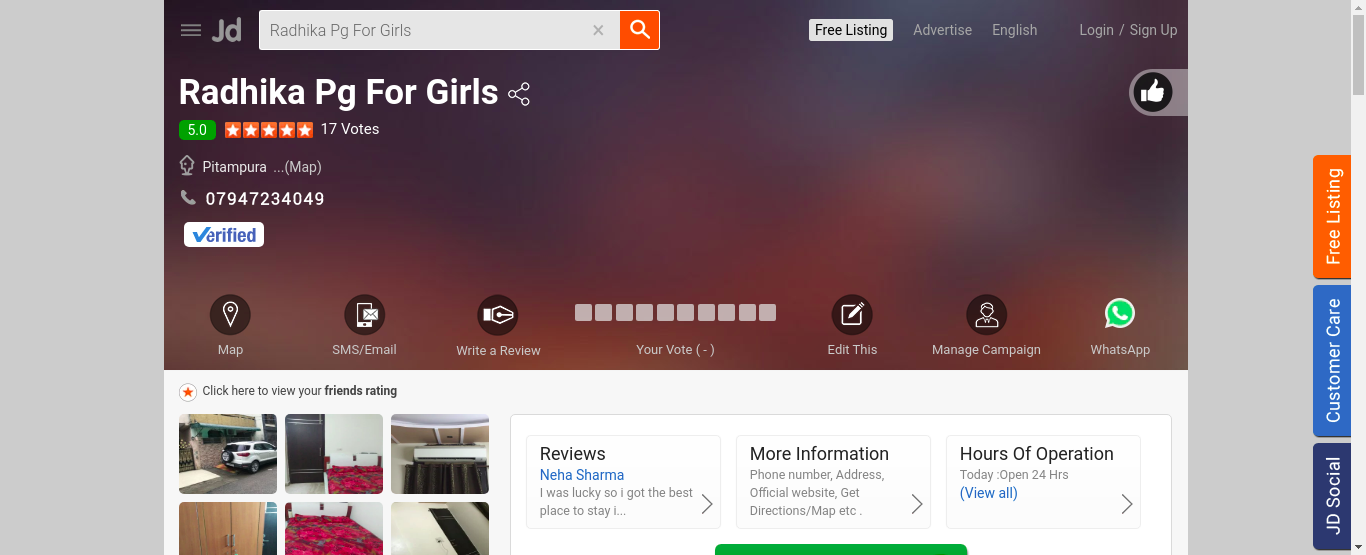 Jd Radhika Pg For Girls × Free Listing Advertise English Login / Sign Up
Radhika Pg For Girls
5.0 17 Votes
Pitampura ...(Map)
07947234049
Verified
Map SMS/Email Write a Review Your Vote ( - ) Edit This Manage Campaign WhatsApp
Click here to view your friends rating
Reviews
Neha Sharma
I was lucky so i got the best
place to stay i...
More Information
Phone number, Address,
Official website, Get
Directions/Map etc .
Hours Of Operation
Today :Open 24 Hrs
(View all)
Free Listing
Customer Care
JD Social